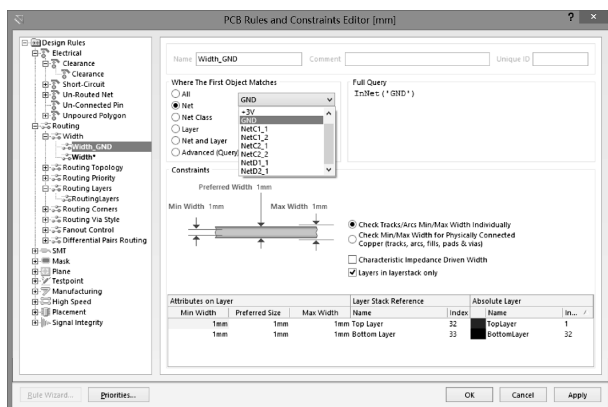 PCB Rules and Constraints Editor [mm]
? ×
Design Rules
Electrical
Clearance
Clearance
Short-Circuit
Un-Routed Net
Un-Connected Pin
Unpoured Polygon
Routing
Width
Width_GND
Width*
Routing Topology
Routing Priority
Routing Layers
RoutingLayers
Routing Corners
Routing Via Style
Fanout Control
Differential Pairs Routing
SMT
Mask
Plane
Testpoint
Manufacturing
High Speed
Placement
Signal Integrity
Name Width_GND Comment Unique ID
Where The First Object Matches
All
Net
Net Class
Layer
Net and Layer
Advanced (Query)
GND
+3V
GND
NetC1_1
NetC1_2
NetC2_1
NetC2_2
NetD1_1
NetD2_1
Full Query
InNet('GND')
Constraints
Preferred Width 1mm
Min Width 1mm Max Width 1mm
Check Tracks/Arcs Min/Max Width Individually
Check Min/Max Width for Physically Connected
Copper (tracks, arcs, fills, pads & vias)
Characteristic Impedance Driven Width
Layers in layerstack only
Attributes on Layer Layer Stack Reference Absolute Layer
Min Width Preferred Size Max Width Name Index Name In...
1mm 1mm 1mm Top Layer 32 TopLayer 1
1mm 1mm 1mm Bottom Layer 33 BottomLayer 32
Rule Wizard... Priorities... OK Cancel Apply